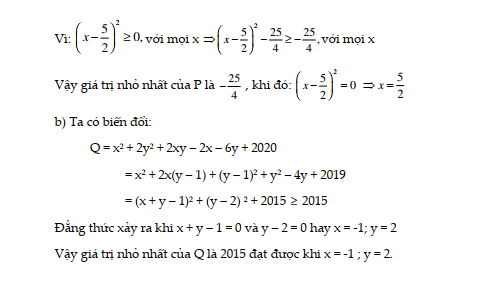 Vì: (x − 5/2)² ≥ 0, với mọi x ⇒ (x − 5/2)² − 25/4 ≥ − 25/4, với mọi x
Vậy giá trị nhỏ nhất của P là − 25/4 , khi đó: (x − 5/2)² = 0 ⇒ x = 5/2
b) Ta có biến đổi:
Q = x² + 2y² + 2xy – 2x – 6y + 2020
= x² + 2x(y – 1) + (y – 1)² + y² – 4y + 2019
= (x + y – 1)² + (y – 2) ² + 2015 ≥ 2015
Đẳng thức xảy ra khi x + y – 1 = 0 và y – 2 = 0 hay x = -1; y = 2
Vậy giá trị nhỏ nhất của Q là 2015 đạt được khi x = -1 ; y = 2.